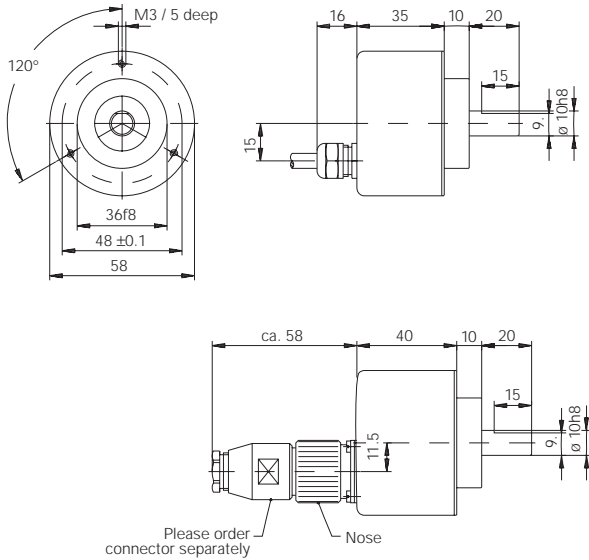 M3 / 5 deep
120°
36f8
48 ±0.1
58
16
35
10
20
15
15
9.
ø 10h8
ca. 58
40
10
20
15
11.5
9.
ø 10h8
Please order
connector separately
Nose